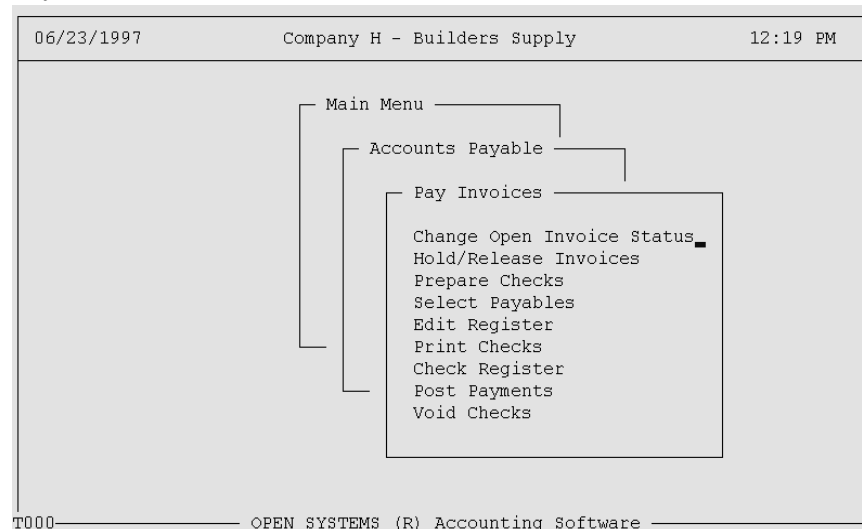 06/23/1997 Company H - Builders Supply 12:19 PM
Main Menu
Accounts Payable
Pay Invoices
Change Open Invoice Status
Hold/Release Invoices
Prepare Checks
Select Payables
Edit Register
Print Checks
Check Register
Post Payments
Void Checks
T000 OPEN SYSTEMS (R) Accounting Software